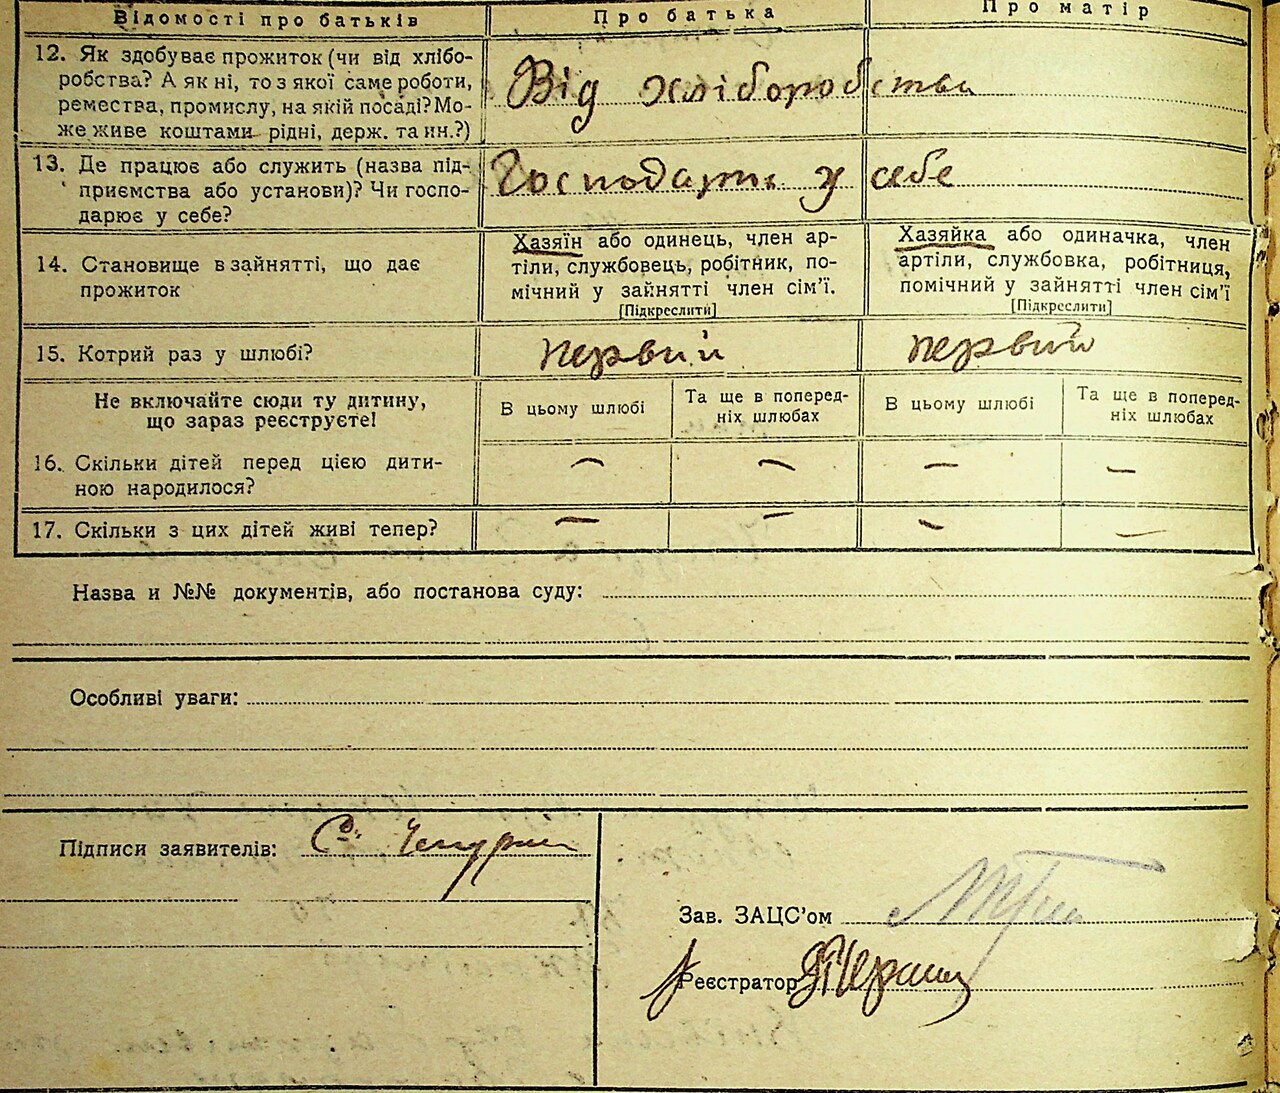 Відомості про батьків Про батька Про матір
12. Як здобуває прожиток (чи від хлібо-
робства? А як ні, то з якої саме роботи,
ремества, промислу, на якій посаді? Мо-
же живе коштами рідні, держ. та ин.?)
Від хліборобства
13. Де працює або служить (назва під-
приємства або установи)? Чи госпо-
дарює у себе?
Господарти у себе
14. Становище в зайнятті, що дає
прожиток
Хазяїн або одинець, член ар-
тіли, службовець, робітник, по-
мічний у зайнятті член сім'ї.
[Підкреслити]
Хазяйка або одиначка, член
артіли, службовка, робітниця,
помічний у зайнятті член сім'ї
[Підкреслити]
15. Котрий раз у шлюбі? первий первий
Не включайте сюди ту дитину,
що зараз реєструєте!
В цьому шлюбі
Та ще в поперед-
ніх шлюбах
В цьому шлюбі
Та ще в поперед-
ніх шлюбах
16. Скільки дітей перед цією дити-
ною народилося?
— — — —
17. Скільки з цих дітей живі тепер? — — — —
Назва и №№ документів, або постанова суду:
Особливі уваги:
Підписи заявителів:
Зав. ЗАЦС'ом
Реєстратор